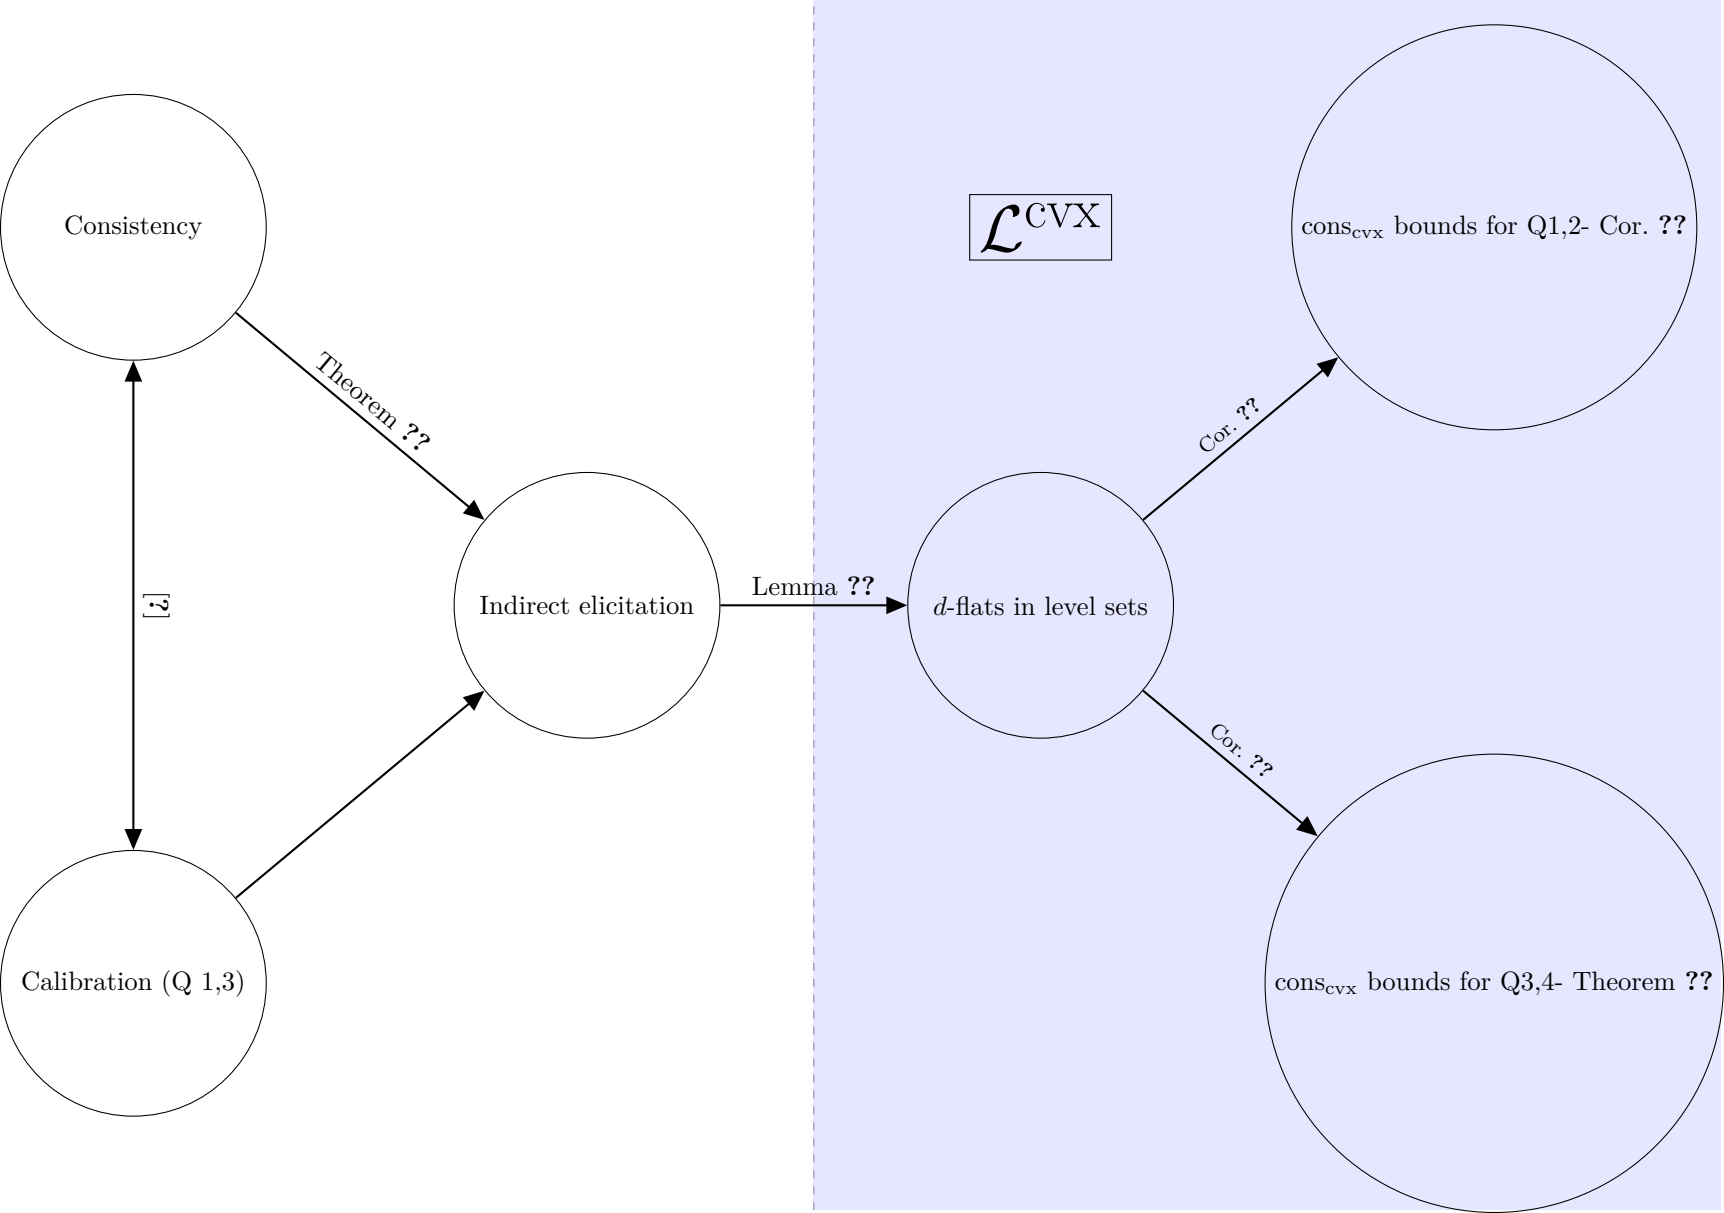 Consistency
𝓛^CVX
cons_cvx bounds for Q1,2- Cor. ??
Theorem ??
Cor. ??
[?]
Indirect elicitation
Lemma ??
d-flats in level sets
Cor. ??
Calibration (Q 1,3)
cons_cvx bounds for Q3,4- Theorem ??